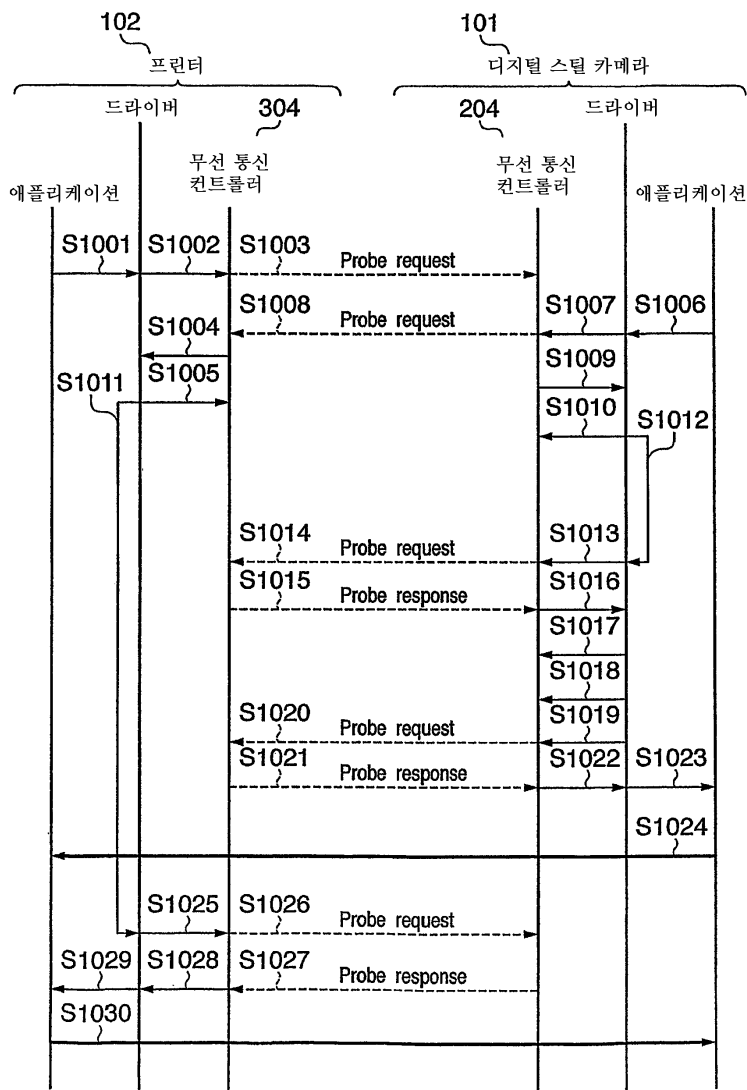 102
프린터
101
디지털 스틸 카메라
드라이버
304
204
드라이버
무선 통신
컨트롤러
무선 통신
컨트롤러
애플리케이션
애플리케이션
S1001
S1002
S1003
Probe request
S1008
Probe request
S1007
S1006
S1004
S1009
S1011
S1005
S1010
S1012
S1014
Probe request
S1013
S1015
Probe response
S1016
S1017
S1018
S1020
Probe request
S1019
S1021
Probe response
S1022
S1023
S1024
S1025
S1026
Probe request
S1029
S1028
S1027
Probe response
S1030